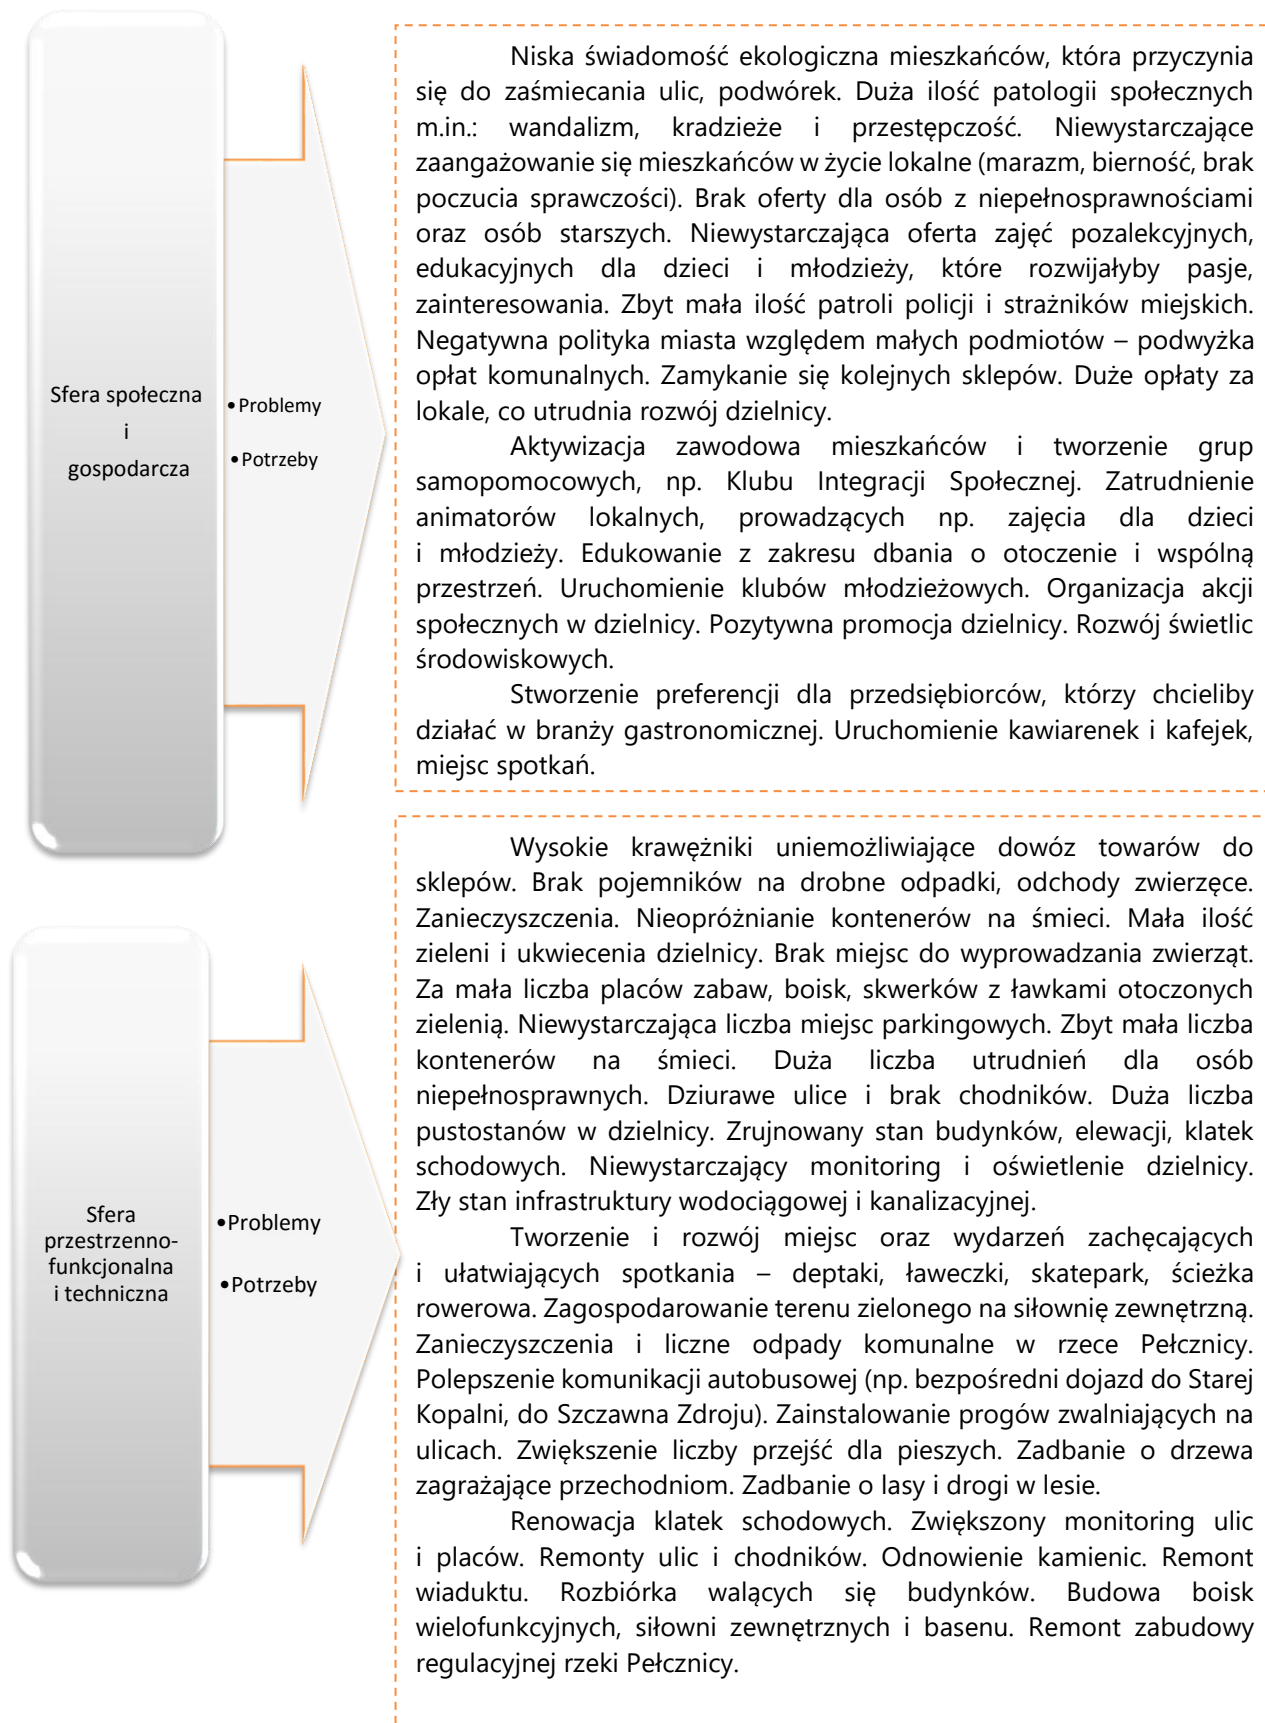 Sfera społeczna
i
gospodarcza
•Problemy
•Potrzeby
Niska świadomość ekologiczna mieszkańców, która przyczynia
się do zaśmiecania ulic, podwórek. Duża ilość patologii społecznych
m.in.: wandalizm, kradzieże i przestępczość. Niewystarczające
zaangażowanie się mieszkańców w życie lokalne (marazm, bierność, brak
poczucia sprawczości). Brak oferty dla osób z niepełnosprawnościami
oraz osób starszych. Niewystarczająca oferta zajęć pozalekcyjnych,
edukacyjnych dla dzieci i młodzieży, które rozwijałyby pasje,
zainteresowania. Zbyt mała ilość patroli policji i strażników miejskich.
Negatywna polityka miasta względem małych podmiotów – podwyżka
opłat komunalnych. Zamykanie się kolejnych sklepów. Duże opłaty za
lokale, co utrudnia rozwój dzielnicy.
Aktywizacja zawodowa mieszkańców i tworzenie grup
samopomocowych, np. Klubu Integracji Społecznej. Zatrudnienie
animatorów lokalnych, prowadzących np. zajęcia dla dzieci
i młodzieży. Edukowanie z zakresu dbania o otoczenie i wspólną
przestrzeń. Uruchomienie klubów młodzieżowych. Organizacja akcji
społecznych w dzielnicy. Pozytywna promocja dzielnicy. Rozwój świetlic
środowiskowych.
Stworzenie preferencji dla przedsiębiorców, którzy chcieliby
działać w branży gastronomicznej. Uruchomienie kawiarenek i kafejek,
miejsc spotkań.
Sfera
przestrzenno-
funkcjonalna
i techniczna
•Problemy
•Potrzeby
Wysokie krawężniki uniemożliwiające dowóz towarów do
sklepów. Brak pojemników na drobne odpadki, odchody zwierzęce.
Zanieczyszczenia. Nieopróżnianie kontenerów na śmieci. Mała ilość
zieleni i ukwiecenia dzielnicy. Brak miejsc do wyprowadzania zwierząt.
Za mała liczba placów zabaw, boisk, skwerków z ławkami otoczonych
zielenią. Niewystarczająca liczba miejsc parkingowych. Zbyt mała liczba
kontenerów na śmieci. Duża liczba utrudnień dla osób
niepełnosprawnych. Dziurawe ulice i brak chodników. Duża liczba
pustostanów w dzielnicy. Zrujnowany stan budynków, elewacji, klatek
schodowych. Niewystarczający monitoring i oświetlenie dzielnicy.
Zły stan infrastruktury wodociągowej i kanalizacyjnej.
Tworzenie i rozwój miejsc oraz wydarzeń zachęcających
i ułatwiających spotkania – deptaki, ławeczki, skatepark, ścieżka
rowerowa. Zagospodarowanie terenu zielonego na siłownię zewnętrzną.
Zanieczyszczenia i liczne odpady komunalne w rzece Pełcznicy.
Polepszenie komunikacji autobusowej (np. bezpośredni dojazd do Starej
Kopalni, do Szczawna Zdroju). Zainstalowanie progów zwalniających na
ulicach. Zwiększenie liczby przejść dla pieszych. Zadbanie o drzewa
zagrażające przechodniom. Zadbanie o lasy i drogi w lesie.
Renowacja klatek schodowych. Zwiększony monitoring ulic
i placów. Remonty ulic i chodników. Odnowienie kamienic. Remont
wiaduktu. Rozbiórka walących się budynków. Budowa boisk
wielofunkcyjnych, siłowni zewnętrznych i basenu. Remont zabudowy
regulacyjnej rzeki Pełcznicy.